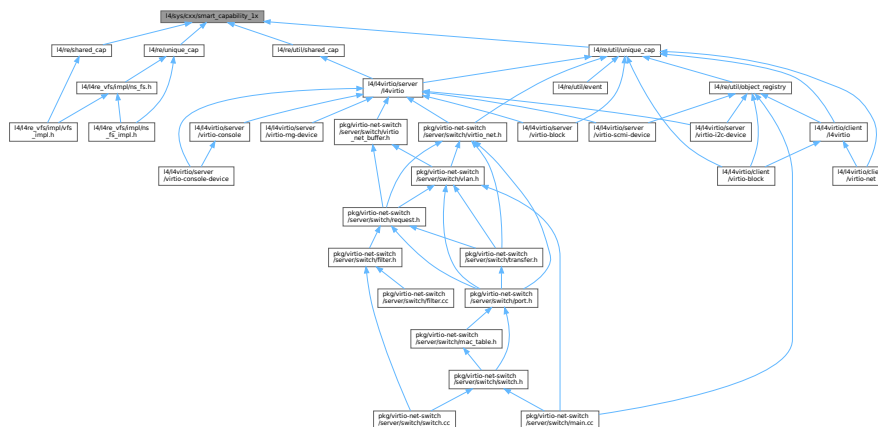 l4/sys/cxx/smart_capability_1x
l4/re/shared_cap
l4/re/unique_cap
l4/re/util/shared_cap
l4/re/util/unique_cap
l4/l4re_vfs/impl/ns_fs.h
l4/l4virtio/server
/l4virtio
l4/re/util/event
l4/re/util/object_registry
l4/l4re_vfs/impl/vfs
_impl.h
l4/l4re_vfs/impl/ns
_fs_impl.h
l4/l4virtio/server
/virtio-console
l4/l4virtio/server
/virtio-rng-device
pkg/virtio-net-switch
/server/switch/virtio
_net_buffer.h
pkg/virtio-net-switch
/server/switch/virtio_net.h
l4/l4virtio/server
/virtio-block
l4/l4virtio/server
/virtio-scmi-device
l4/l4virtio/server
/virtio-i2c-device
l4/l4virtio/client
/l4virtio
l4/l4virtio/server
/virtio-console-device
pkg/virtio-net-switch
/server/switch/vlan.h
l4/l4virtio/client
/virtio-block
l4/l4virtio/clie
/virtio-net
pkg/virtio-net-switch
/server/switch/request.h
pkg/virtio-net-switch
/server/switch/filter.h
pkg/virtio-net-switch
/server/switch/transfer.h
pkg/virtio-net-switch
/server/switch/filter.cc
pkg/virtio-net-switch
/server/switch/port.h
pkg/virtio-net-switch
/server/switch/mac_table.h
pkg/virtio-net-switch
/server/switch/switch.h
pkg/virtio-net-switch
/server/switch/switch.cc
pkg/virtio-net-switch
/server/switch/main.cc